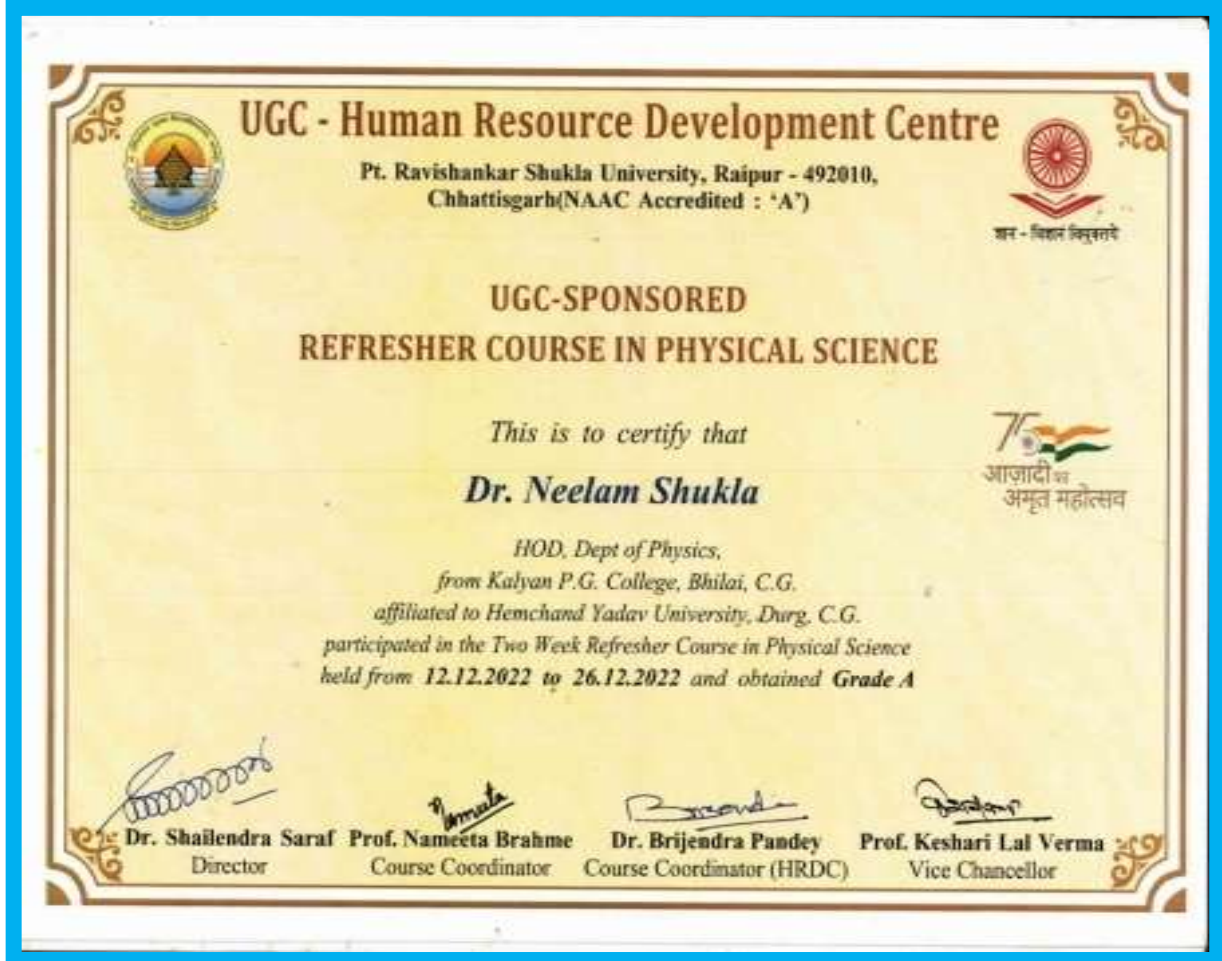 UGC - Human Resource Development Centre
Pt. Ravishankar Shukla University, Raipur - 492010,
Chhattisgarh(NAAC Accredited : ‘A’)
ज्ञान - विज्ञान विमुक्तये
UGC-SPONSORED
REFRESHER COURSE IN PHYSICAL SCIENCE
This is to certify that
75
आज़ादी का
अमृत महोत्सव
Dr. Neelam Shukla
HOD, Dept of Physics,
from Kalyan P.G. College, Bhilai, C.G.
affiliated to Hemchand Yadav University, Durg, C.G.
participated in the Two Week Refresher Course in Physical Science
held from 12.12.2022 to 26.12.2022 and obtained Grade A
Nameeta
Dr. Shailendra Saraf Prof. Nameeta Brahme Dr. Brijendra Pandey Prof. Keshari Lal Verma
Director Course Coordinator Course Coordinator (HRDC) Vice Chancellor